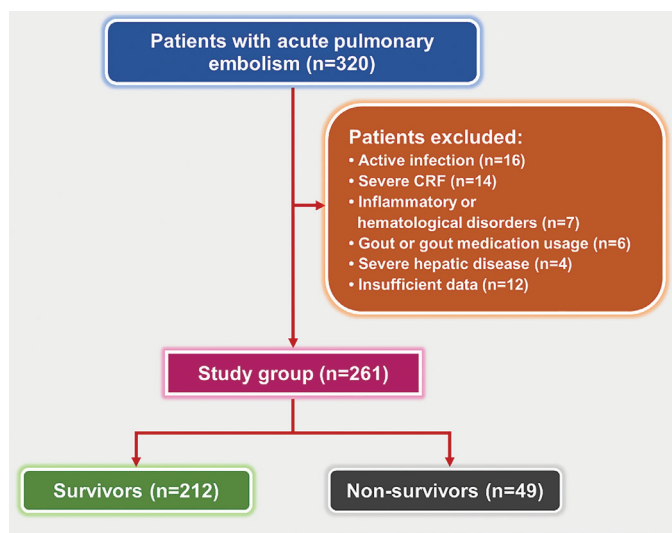 Patients with acute pulmonary
embolism (n=320)
Patients excluded:
• Active infection (n=16)
• Severe CRF (n=14)
• Inflammatory or
hematological disorders (n=7)
• Gout or gout medication usage (n=6)
• Severe hepatic disease (n=4)
• Insufficient data (n=12)
Study group (n=261)
Survivors (n=212)
Non-survivors (n=49)